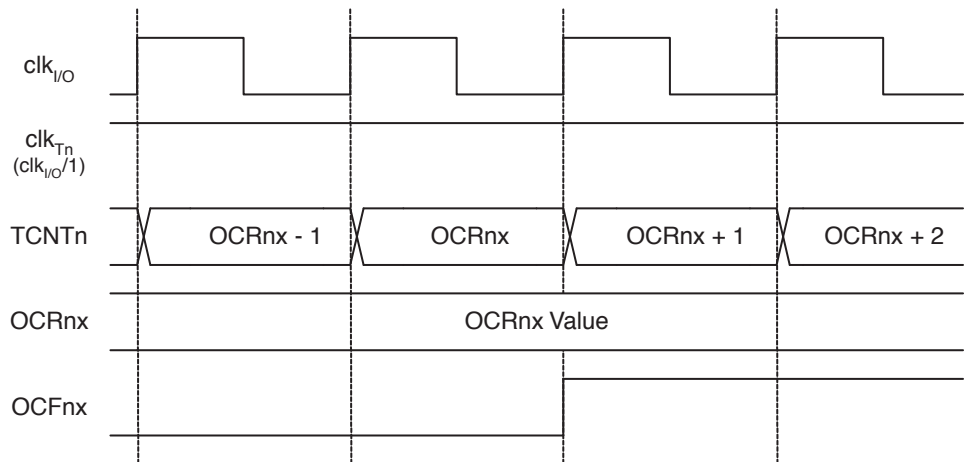 clkI/O
clkTn
(clkI/O/1)
TCNTn
OCRnx - 1
OCRnx
OCRnx + 1
OCRnx + 2
OCRnx
OCRnx Value
OCFnx